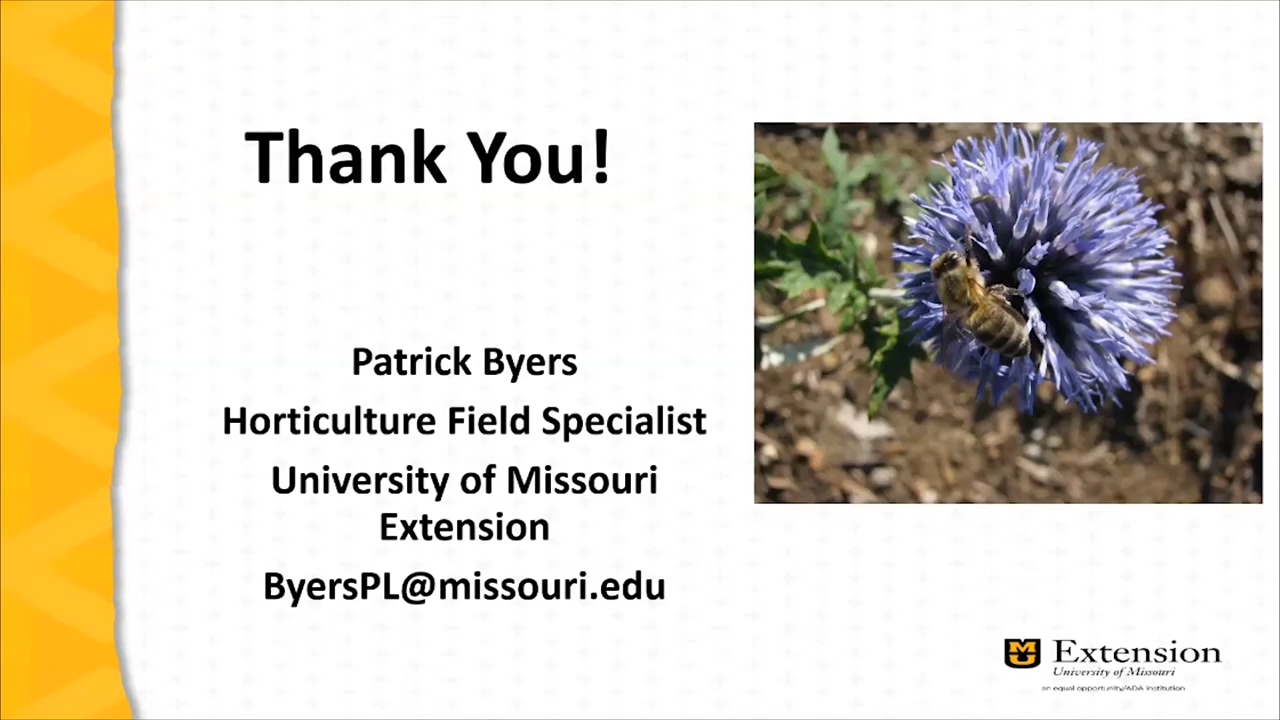 Thank You!
Patrick Byers
Horticulture Field Specialist
University of Missouri
Extension
ByersPL@missouri.edu
Extension
University of Missouri
an equal opportunity/ADA institution